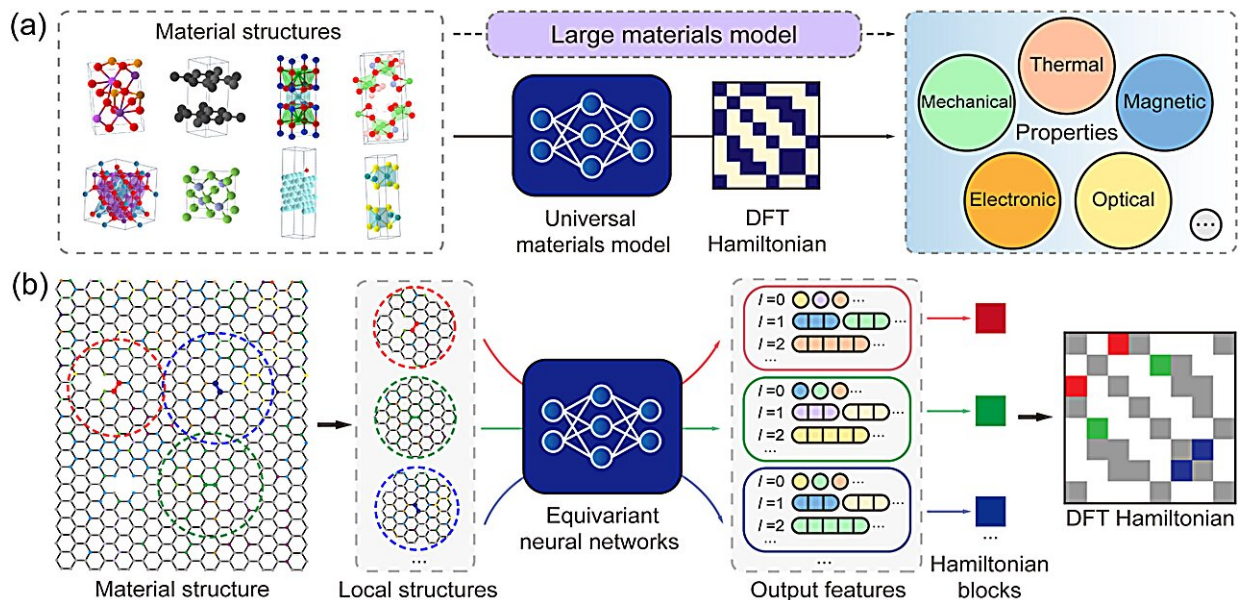 (a)
Material structures
Large materials model
Universal
materials model
DFT
Hamiltonian
Thermal
Mechanical
Magnetic
Properties
Electronic
Optical
...
(b)
Material structure
Local structures
...
Equivariant
neural networks
l=0 ...
l=1 ...
l=2 ...
...
l=0 ...
l=1 ...
l=2 ...
...
l=0 ...
l=1 ...
l=2 ...
...
Output features
...
Hamiltonian
blocks
DFT Hamiltonian